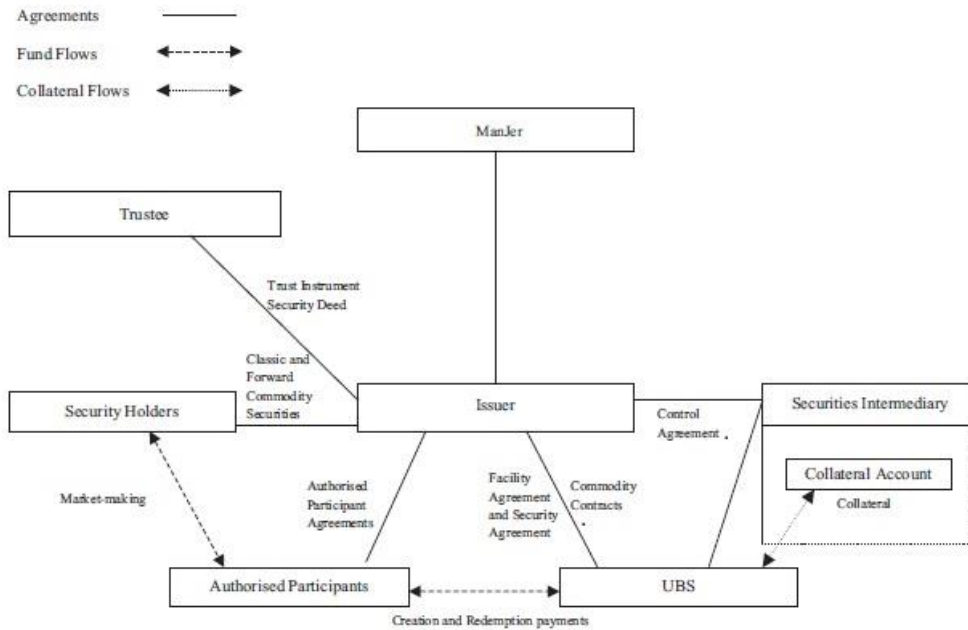 Agreements
Fund Flows
Collateral Flows
ManJer
Trustee
Trust Instrument
Security Deed
Classic and
Forward
Commodity
Securities
Security Holders
Issuer
Securities Intermediary
Control
Agreement
Collateral Account
Collateral
Market-making
Authorised
Participant
Agreements
Facility
Agreement
and Security
Agreement
Commodity
Contracts
Authorised Participants
UBS
Creation and Redemption payments